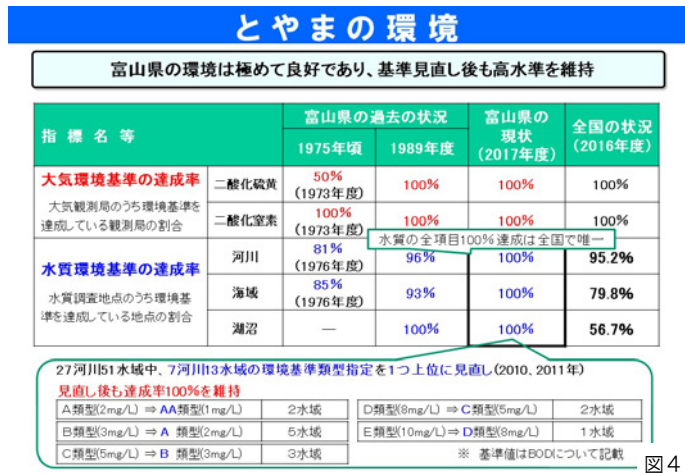 とやまの環境
富山県の環境は極めて良好であり、基準見直し後も高水準を維持
指標名等
富山県の過去の状況
富山県の
現状
(2017年度)
全国の状況
(2016年度)
1975年頃
1989年度
大気環境基準の達成率
大気観測局のうち環境基準を
達成している観測局の割合
二酸化硫黄
50%
(1973年度)
100%
100%
100%
二酸化窒素
100%
(1973年度)
100%
100%
100%
水質の全項目100%達成は全国で唯一
水質環境基準の達成率
水質調査地点のうち環境基
準を達成している地点の割合
河川
81%
(1976年度)
96%
100%
95.2%
海域
85%
(1976年度)
93%
100%
79.8%
湖沼
―
100%
100%
56.7%
27河川51水域中、7河川13水域の環境基準類型指定を1つ上位に見直し(2010、2011年)
見直し後も達成率100%を維持
A類型(2mg/L) ⇒ AA類型(1mg/L) 2水域
B類型(3mg/L) ⇒ A 類型(2mg/L) 5水域
C類型(5mg/L) ⇒ B 類型(3mg/L) 3水域
D類型(8mg/L) ⇒ C類型(5mg/L) 2水域
E類型(10mg/L) ⇒ D類型(8mg/L) 1水域
※ 基準値はBODについて記載
図4